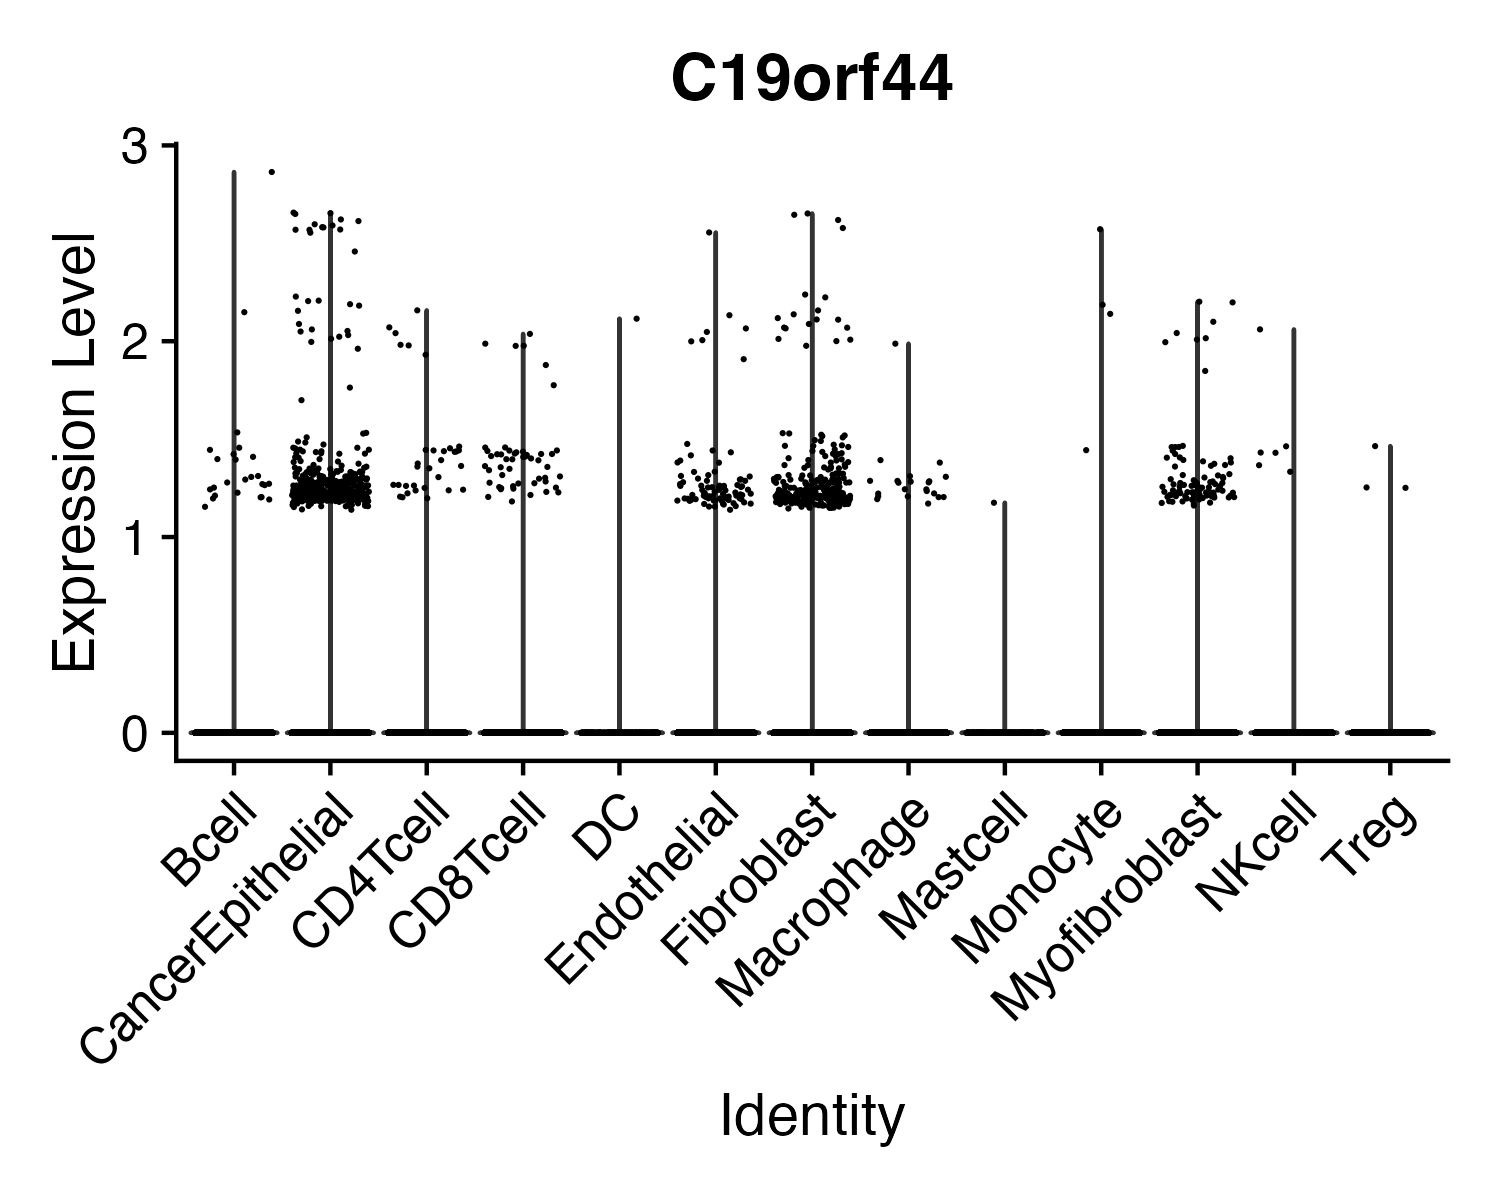 C19orf44
Expression Level
3
2
1
0
Bcell
CancerEpithelial
CD4Tcell
CD8Tcell
DC
Endothelial
Fibroblast
Macrophage
Mastcell
Monocyte
Myofibroblast
NKcell
Treg
Identity